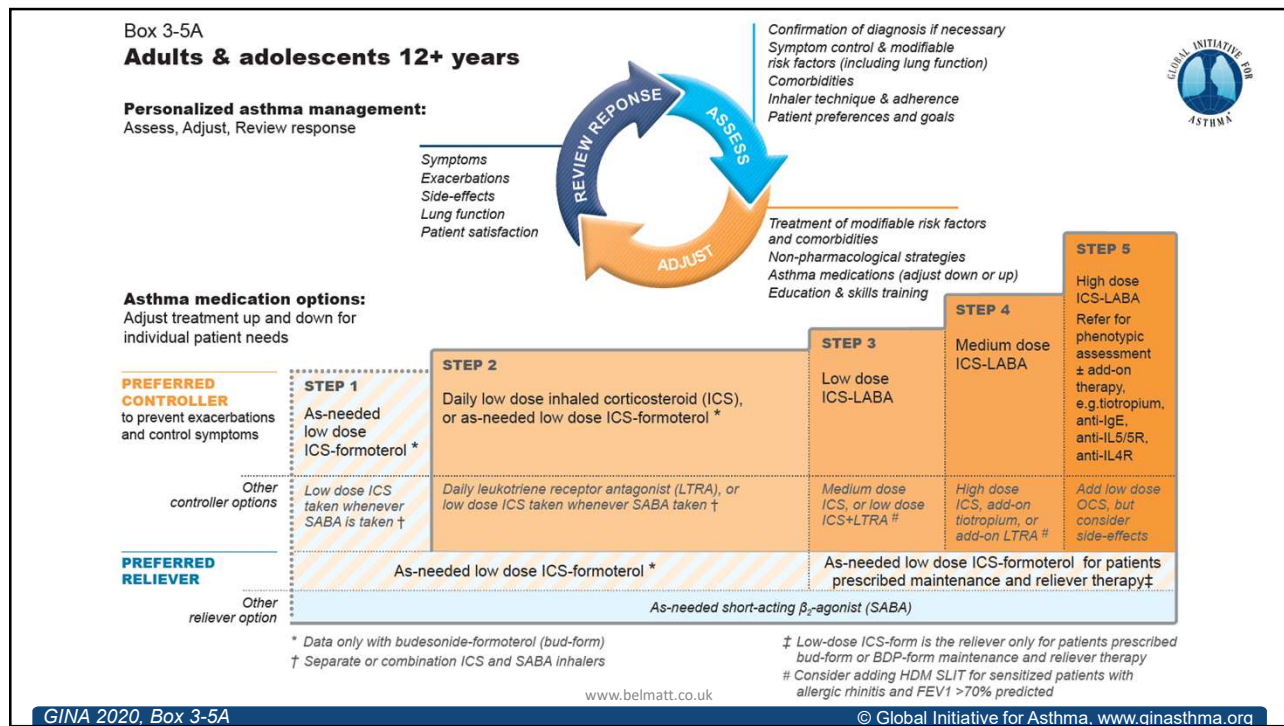 Box 3-5A
Adults & adolescents 12+ years
Personalized asthma management:
Assess, Adjust, Review response
Confirmation of diagnosis if necessary
Symptom control & modifiable
risk factors (including lung function)
Comorbidities
Inhaler technique & adherence
Patient preferences and goals
GLOBAL INITIATIVE FOR
ASTHMA
REVIEW REPONSE
ASSESS
ADJUST
Symptoms
Exacerbations
Side-effects
Lung function
Patient satisfaction
Treatment of modifiable risk factors
and comorbidities
Non-pharmacological strategies
Asthma medications (adjust down or up)
Education & skills training
Asthma medication options:
Adjust treatment up and down for
individual patient needs
PREFERRED
CONTROLLER
to prevent exacerbations
and control symptoms
STEP 1
As-needed
low dose
ICS-formoterol *
STEP 2
Daily low dose inhaled corticosteroid (ICS),
or as-needed low dose ICS-formoterol *
STEP 3
Low dose
ICS-LABA
STEP 4
Medium dose
ICS-LABA
STEP 5
High dose
ICS-LABA
Refer for
phenotypic
assessment
± add-on
therapy,
e.g.tiotropium,
anti-IgE,
anti-IL5/5R,
anti-IL4R
Other
controller options
Low dose ICS
taken whenever
SABA is taken †
Daily leukotriene receptor antagonist (LTRA), or
low dose ICS taken whenever SABA taken †
Medium dose
ICS, or low dose
ICS+LTRA #
High dose
ICS, add-on
tiotropium, or
add-on LTRA #
Add low dose
OCS, but
consider
side-effects
PREFERRED
RELIEVER
As-needed low dose ICS-formoterol *
As-needed low dose ICS-formoterol for patients
prescribed maintenance and reliever therapy‡
Other
reliever option
As-needed short-acting β₂-agonist (SABA)
* Data only with budesonide-formoterol (bud-form)
† Separate or combination ICS and SABA inhalers
‡ Low-dose ICS-form is the reliever only for patients prescribed
bud-form or BDP-form maintenance and reliever therapy
# Consider adding HDM SLIT for sensitized patients with
allergic rhinitis and FEV1 >70% predicted
www.belmatt.co.uk
GINA 2020, Box 3-5A
© Global Initiative for Asthma, www.ginasthma.org